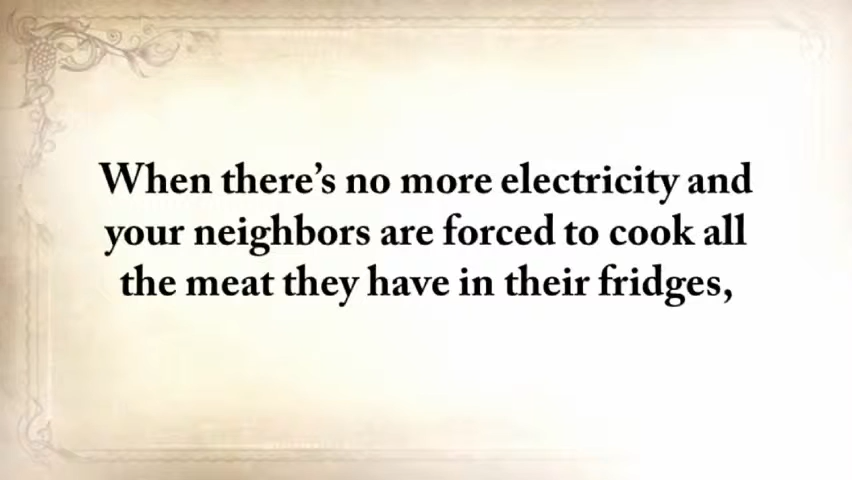 When there’s no more electricity and
your neighbors are forced to cook all
the meat they have in their fridges,